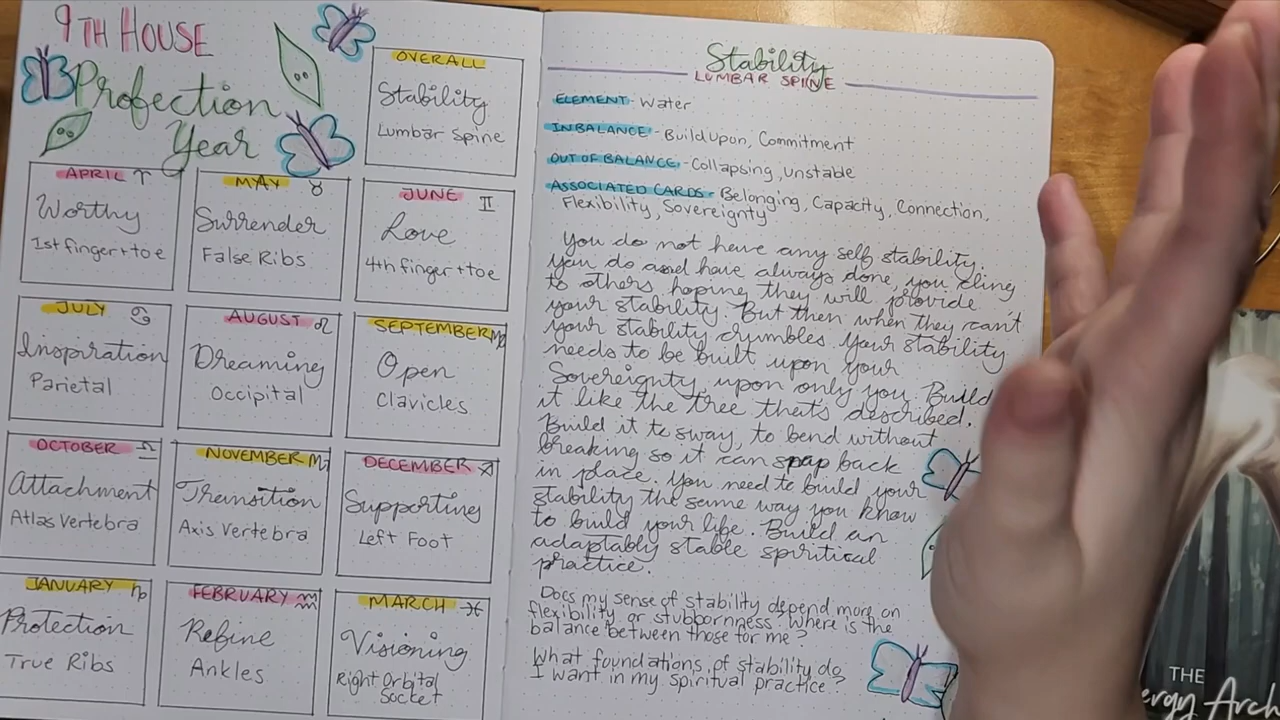 9TH HOUSE
Profection
Year
OVERALL
Stability
Lumbar Spine
APRIL ♈
Worthy
1st finger + toe
MAY ♉
Surrender
False Ribs
JUNE ♊
Love
4th finger + toe
JULY ♋
Inspiration
Parietal
AUGUST ♌
Dreaming
Occipital
SEPTEMBER ♍
Open
Clavicles
OCTOBER ♎
Attachment
Atlas Vertebra
NOVEMBER ♏
Transition
Axis Vertebra
DECEMBER ♐
Supporting
Left Foot
JANUARY ♑
Protection
True Ribs
FEBRUARY ♒
Refine
Ankles
MARCH ♓
Visioning
Right Orbital
Socket
Stability
LUMBAR SPINE
ELEMENT - Water
IN BALANCE - Build Upon, Commitment
OUT OF BALANCE - Collapsing, unstable
ASSOCIATED CARDS - Belonging, Capacity, Connection,
Flexibility, Sovereignty
You do not have any self stability.
You do and have always done, you cling
to others hoping they will provide
your stability. But then when they can't
your stability crumbles. Your stability
needs to be built upon your
Sovereignty, upon only you. Build
it like the tree that's described.
Build it to sway, to bend without
breaking so it can snap back
in place. You need to build your
stability the same way you know
to build your life. Build an
adaptably stable spiritual
practice.
Does my sense of stability depend more on
flexibility or stubbornness? Where is the
balance between those for me?
What foundations of stability do
I want in my spiritual practice?
THE
ergy Arch